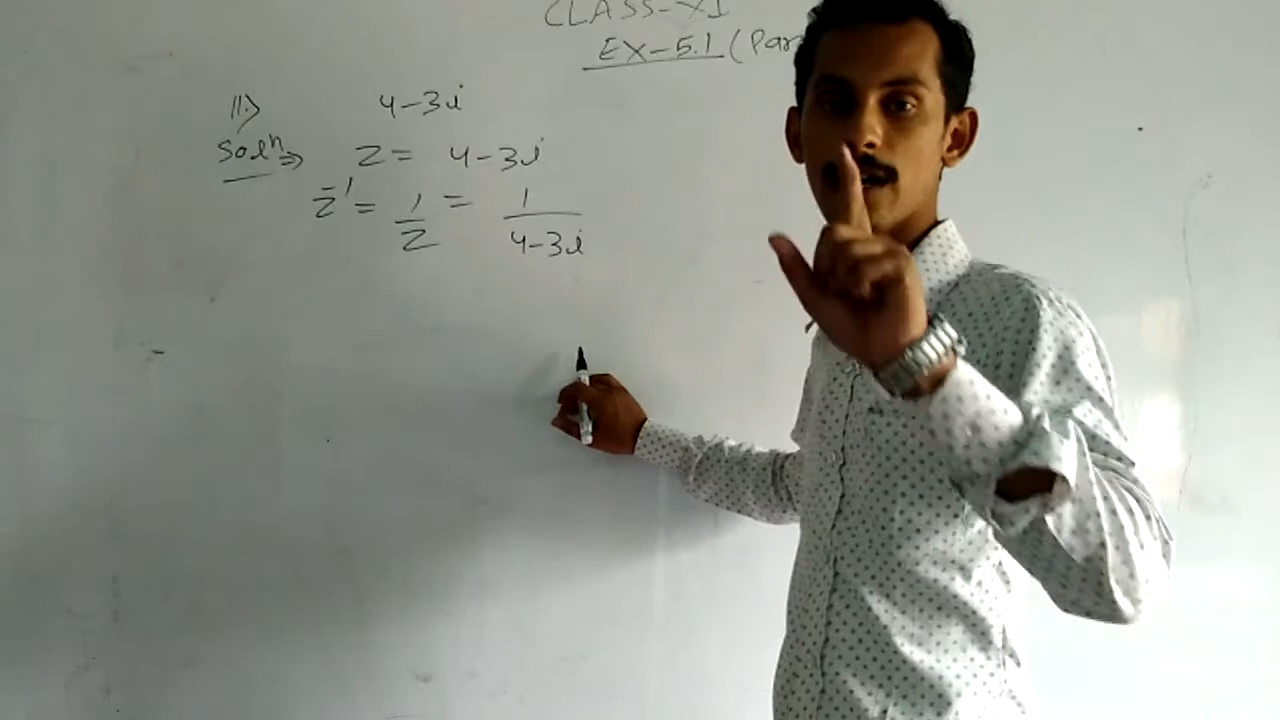 CLASS-XI
EX-5.1 (Par
11.> 4-3i
Solⁿ⇒ z = 4-3i
z⁻¹ = 1/z = 1/4-3i